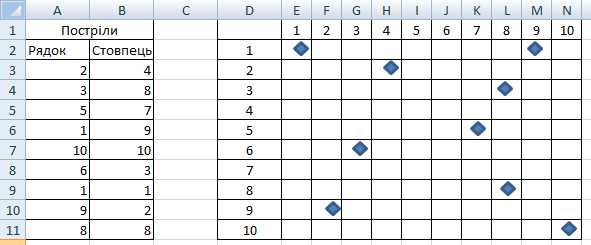 A B C D E F G H I J K L M N
1 Постріли 1 2 3 4 5 6 7 8 9 10
2 Рядок Стовпець 1
3 2 4 2
4 3 8 3
5 5 7 4
6 1 9 5
7 10 10 6
8 6 3 7
9 1 1 8
10 9 2 9
11 8 8 10